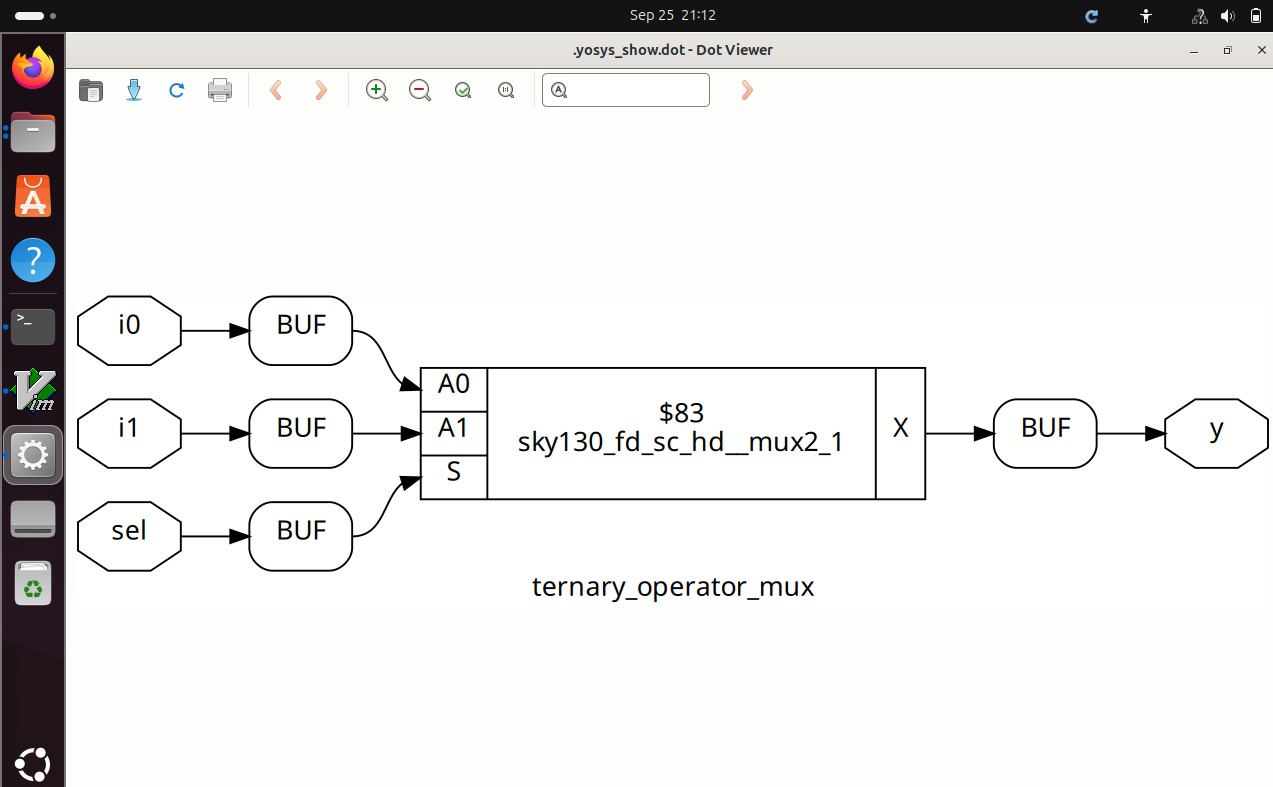 Sep 25 21:12
.yosys_show.dot - Dot Viewer
i0
BUF
A0
$83
i1
BUF
A1
sky130_fd_sc_hd__mux2_1
X
BUF
y
S
sel
BUF
ternary_operator_mux